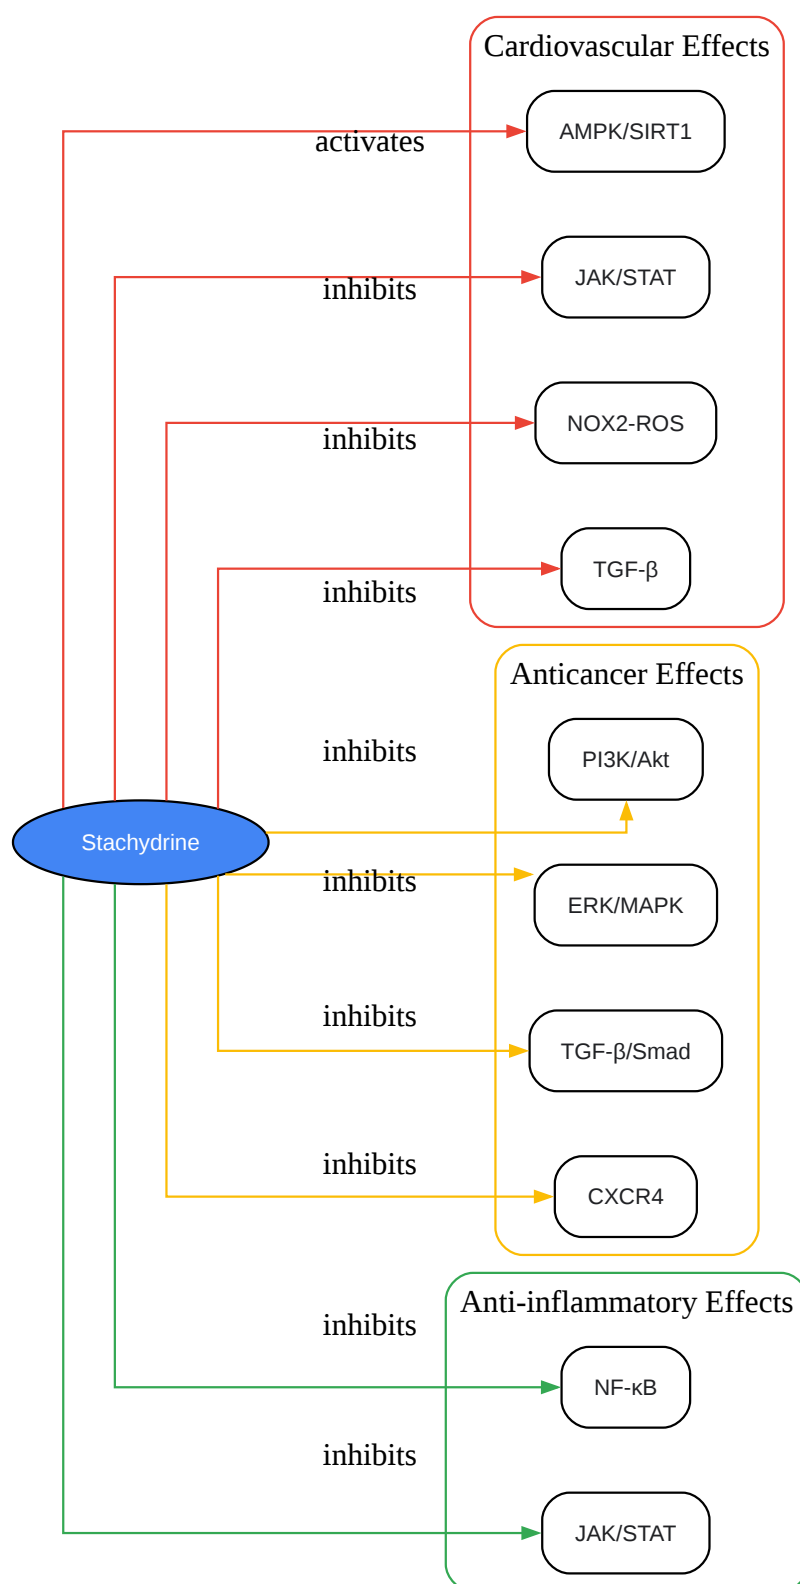 Cardiovascular Effects
AMPK/SIRT1
activates
JAK/STAT
inhibits
NOX2-ROS
inhibits
TGF-β
inhibits
Anticancer Effects
inhibits
PI3K/Akt
Stachydrine
inhibits
ERK/MAPK
inhibits
TGF-β/Smad
inhibits
CXCR4
Anti-inflammatory Effects
inhibits
NF-κB
inhibits
JAK/STAT